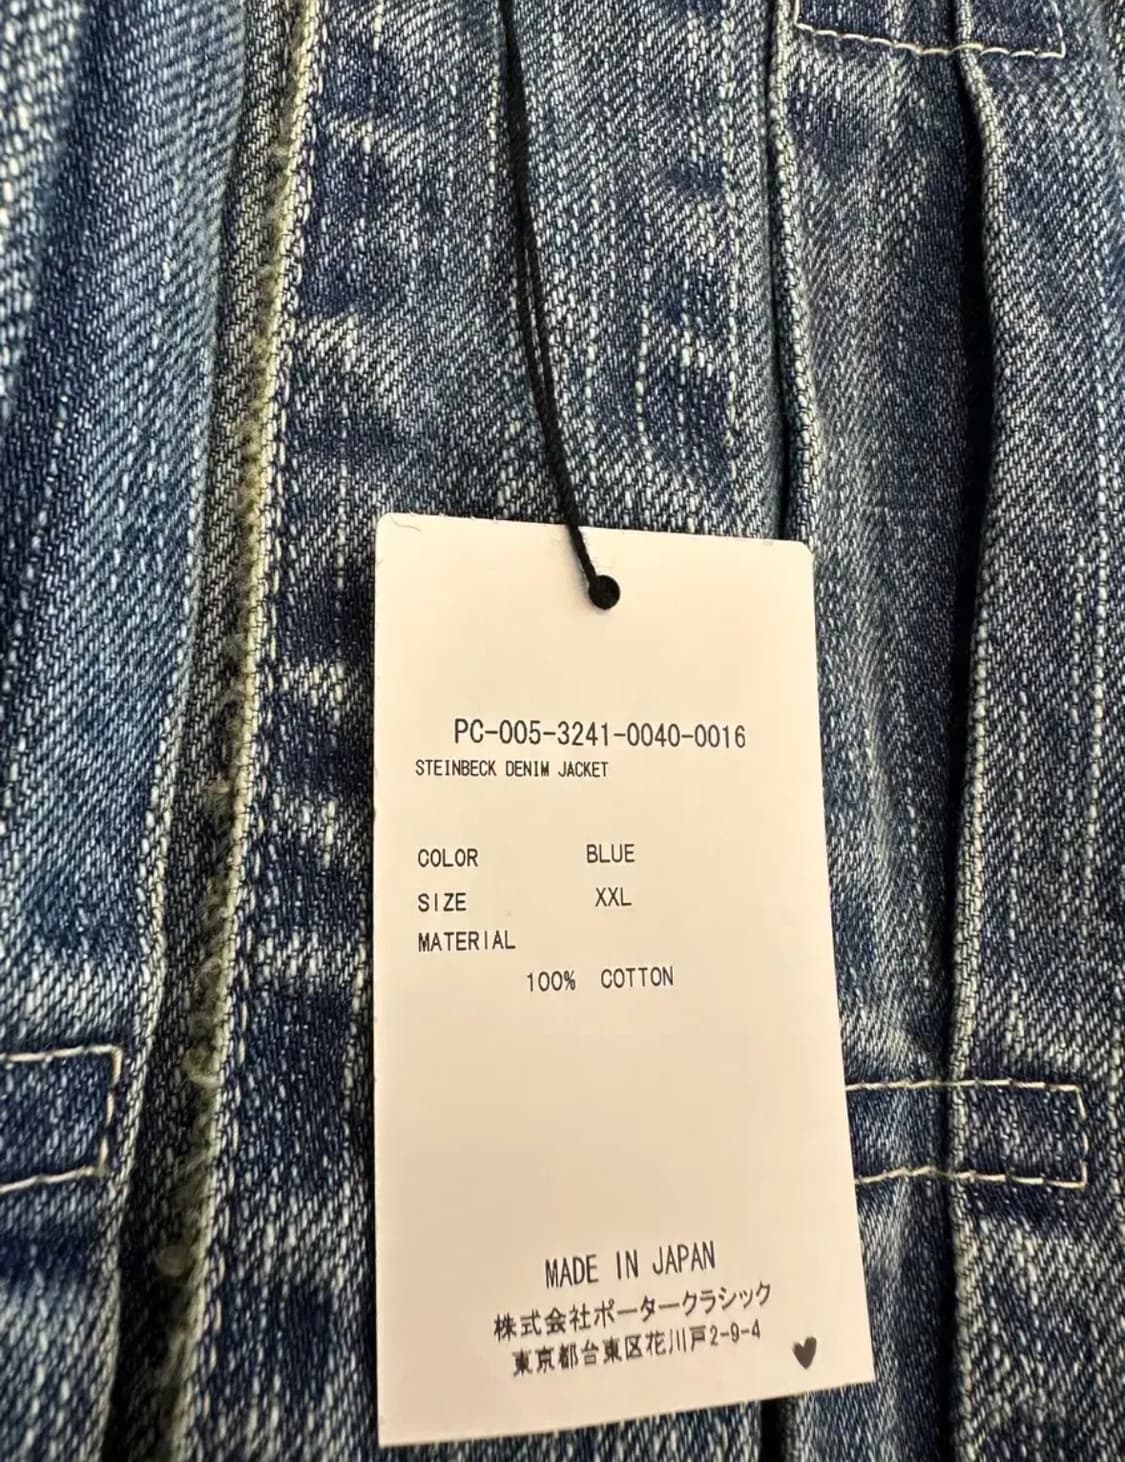 PC-005-3241-0040-0016
STEINBECK DENIM JACKET
COLOR BLUE
SIZE XXL
MATERIAL
100% COTTON
MADE IN JAPAN
株式会社ポータークラシック
東京都台東区花川戸2-9-4